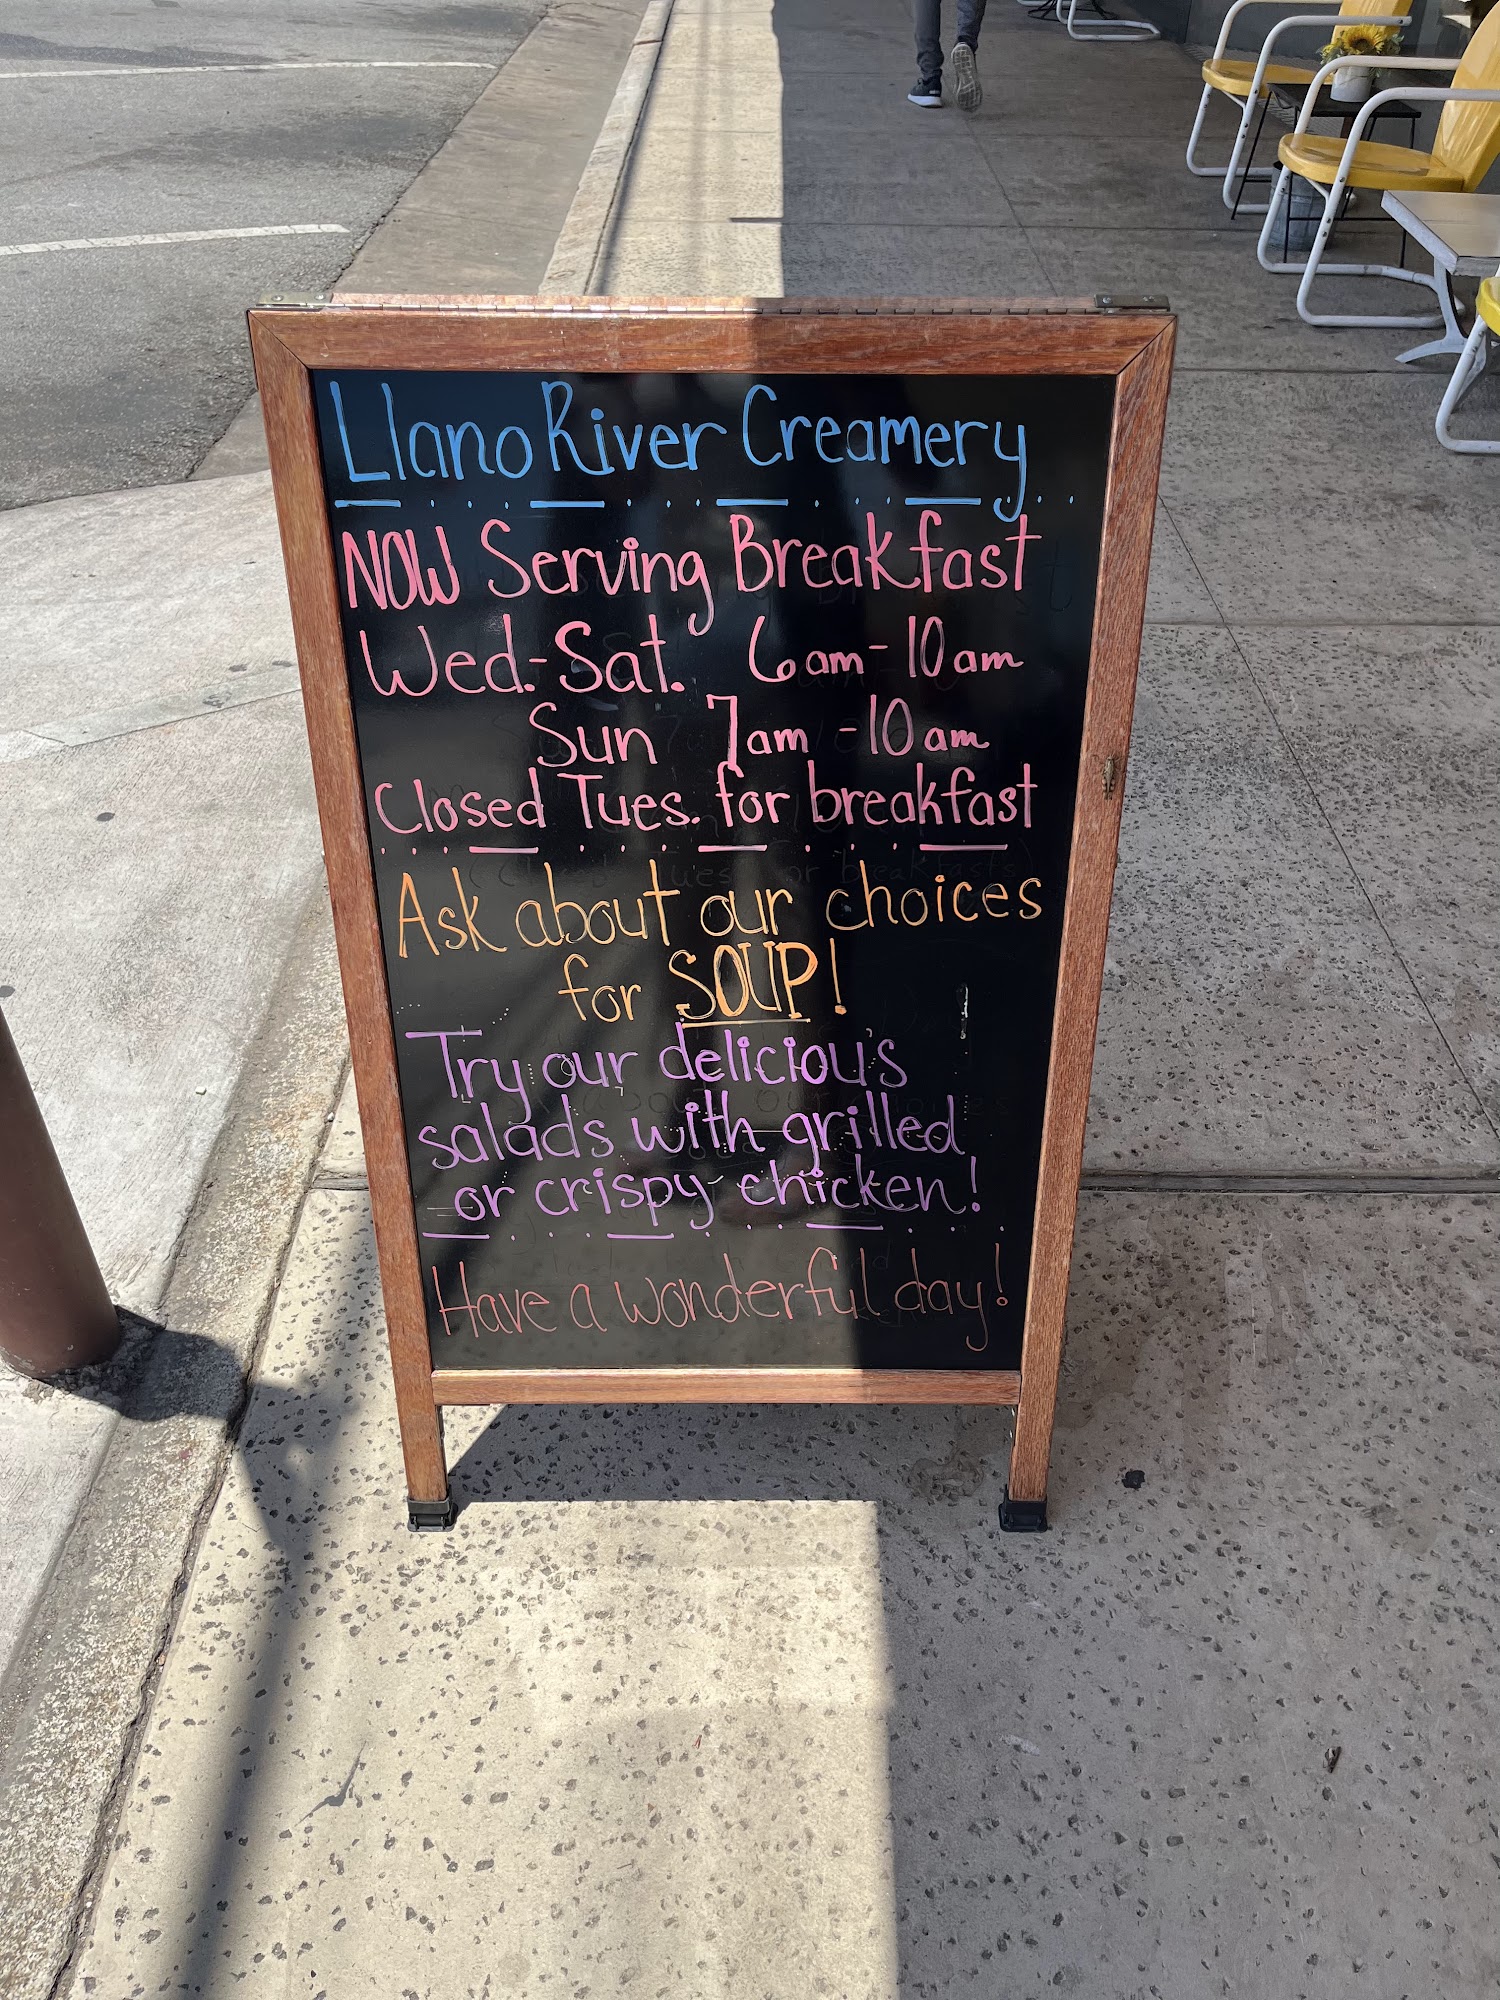 Llano River Creamery
NOW Serving Breakfast
Wed.-Sat. 6am-10am
Sun 7am-10am
Closed Tues. for breakfast
Ask about our choices
for SOUP!
Try our delicious
salads with grilled
or crispy chicken!
Have a wonderful day!